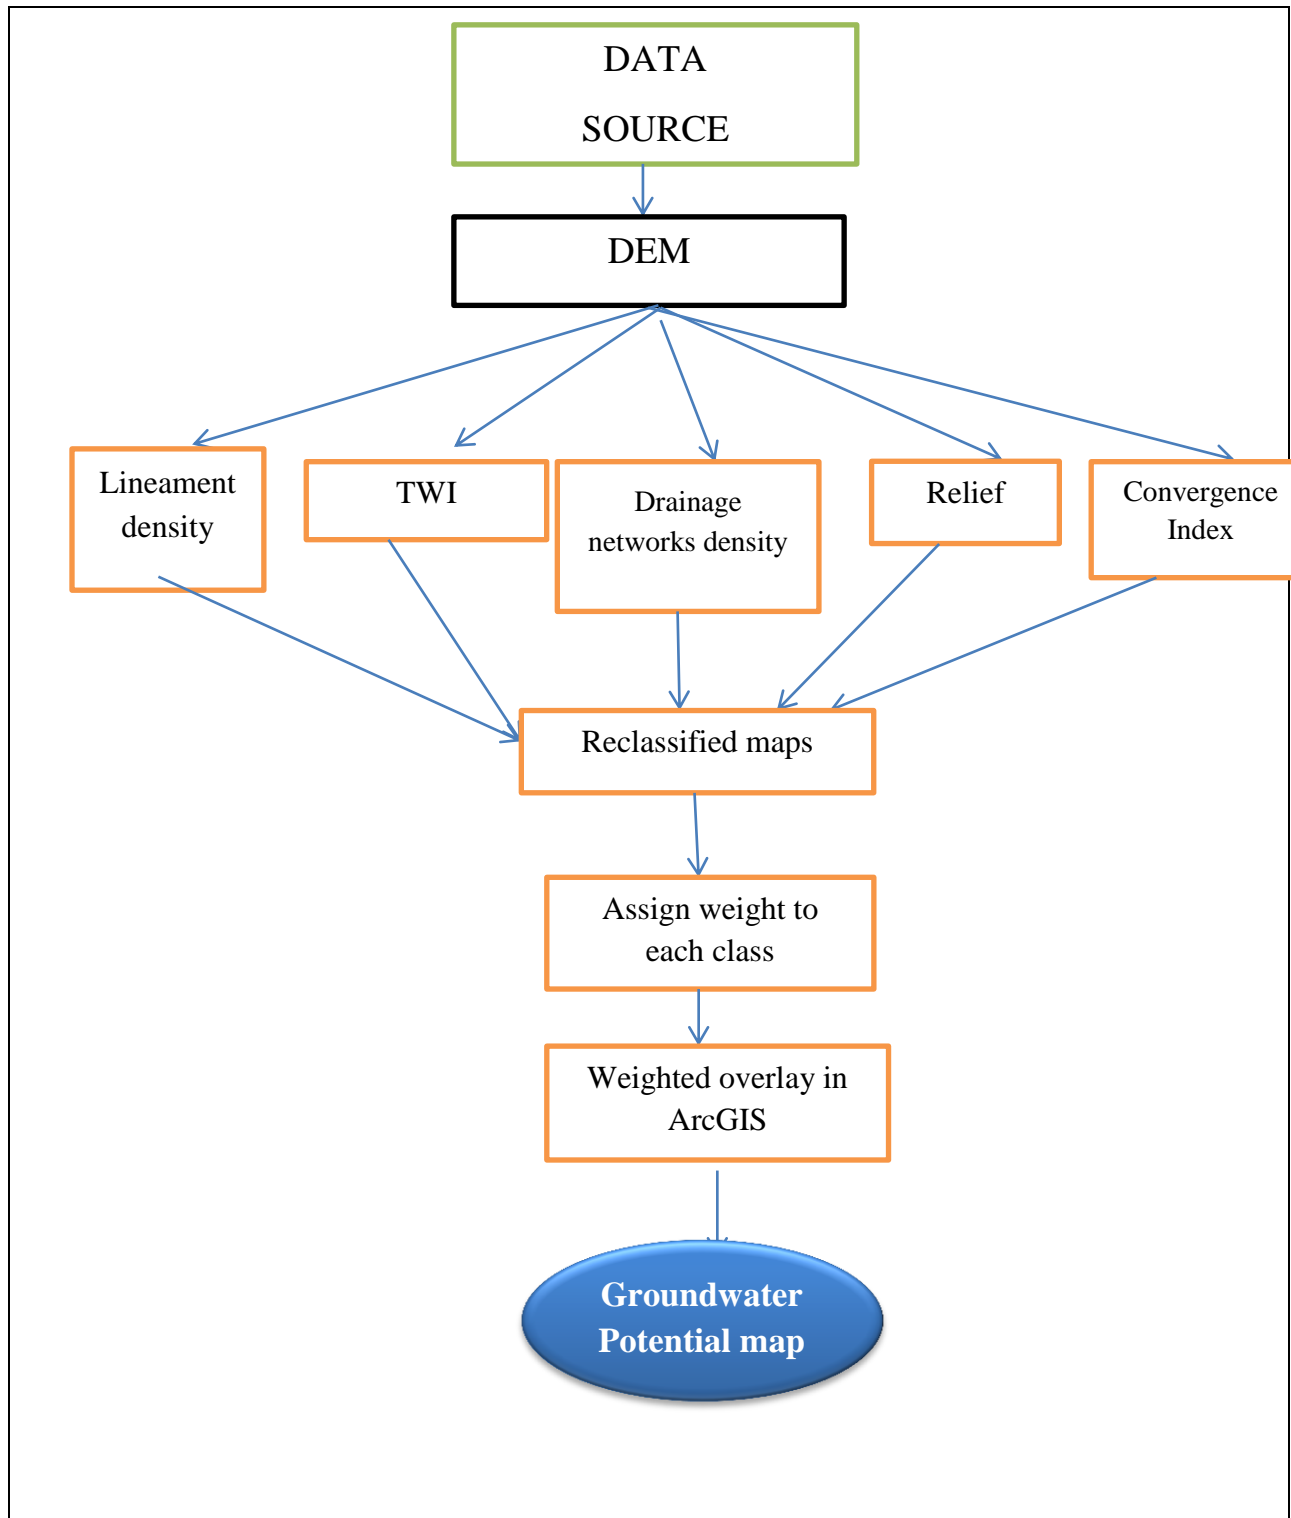 DATA
SOURCE
DEM
Lineament
density
TWI
Drainage
networks density
Relief
Convergence
Index
Reclassified maps
Assign weight to
each class
Weighted overlay in
ArcGIS
Groundwater
Potential map